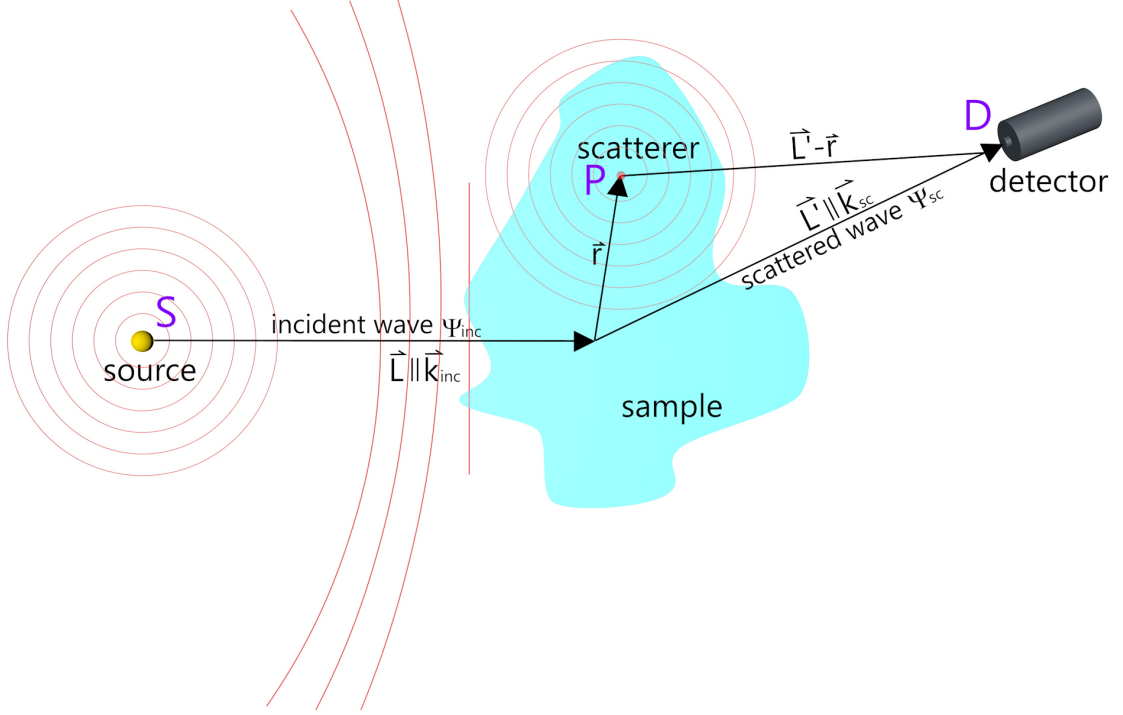 S
source
incident wave Ψinc
L⃗ ∥ k⃗inc
scatterer
P
r⃗
L⃗'-r⃗
L⃗' ∥ k⃗sc
scattered wave Ψsc
D
detector
sample